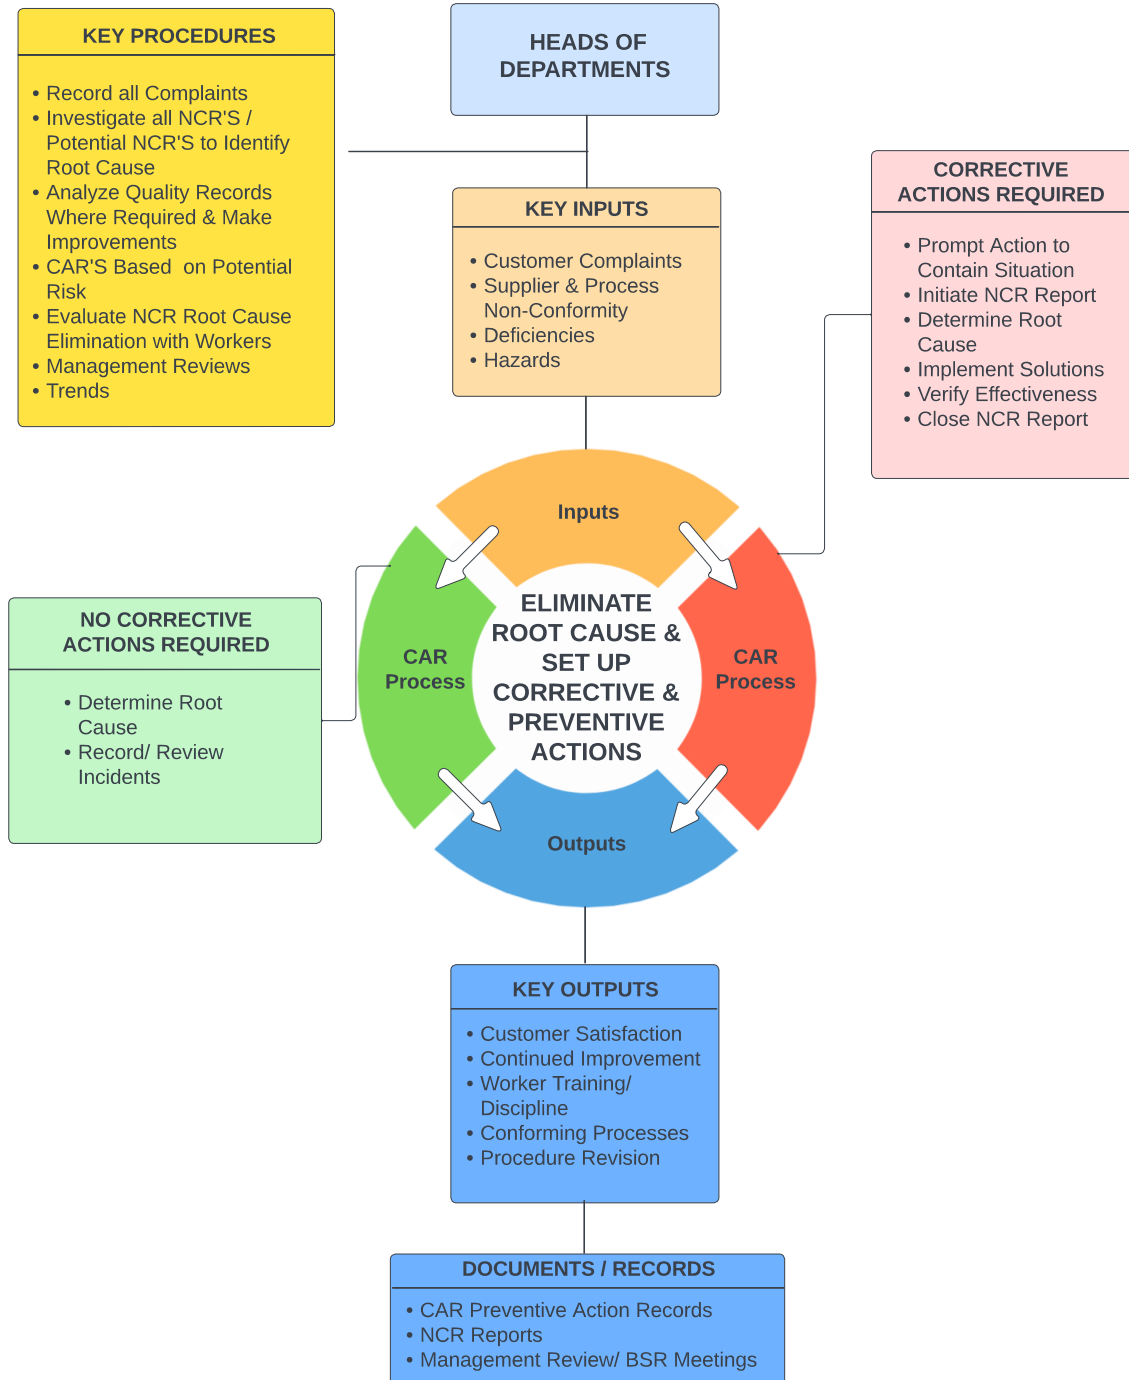 KEY PROCEDURES
• Record all Complaints
• Investigate all NCR'S /
Potential NCR'S to Identify
Root Cause
• Analyze Quality Records
Where Required & Make
Improvements
• CAR'S Based  on Potential
Risk
• Evaluate NCR Root Cause
Elimination with Workers
• Management Reviews
• Trends
HEADS OF
DEPARTMENTS
KEY INPUTS
• Customer Complaints
• Supplier & Process
Non-Conformity
• Deficiencies
• Hazards
CORRECTIVE
ACTIONS REQUIRED
• Prompt Action to
Contain Situation
• Initiate NCR Report
• Determine Root
Cause
• Implement Solutions
• Verify Effectiveness
• Close NCR Report
Inputs
NO CORRECTIVE
ACTIONS REQUIRED
• Determine Root
Cause
• Record/ Review
Incidents
CAR
Process
ELIMINATE
ROOT CAUSE &
SET UP
CORRECTIVE &
PREVENTIVE
ACTIONS
CAR
Process
Outputs
KEY OUTPUTS
• Customer Satisfaction
• Continued Improvement
• Worker Training/
Discipline
• Conforming Processes
• Procedure Revision
DOCUMENTS / RECORDS
• CAR Preventive Action Records
• NCR Reports
• Management Review/ BSR Meetings